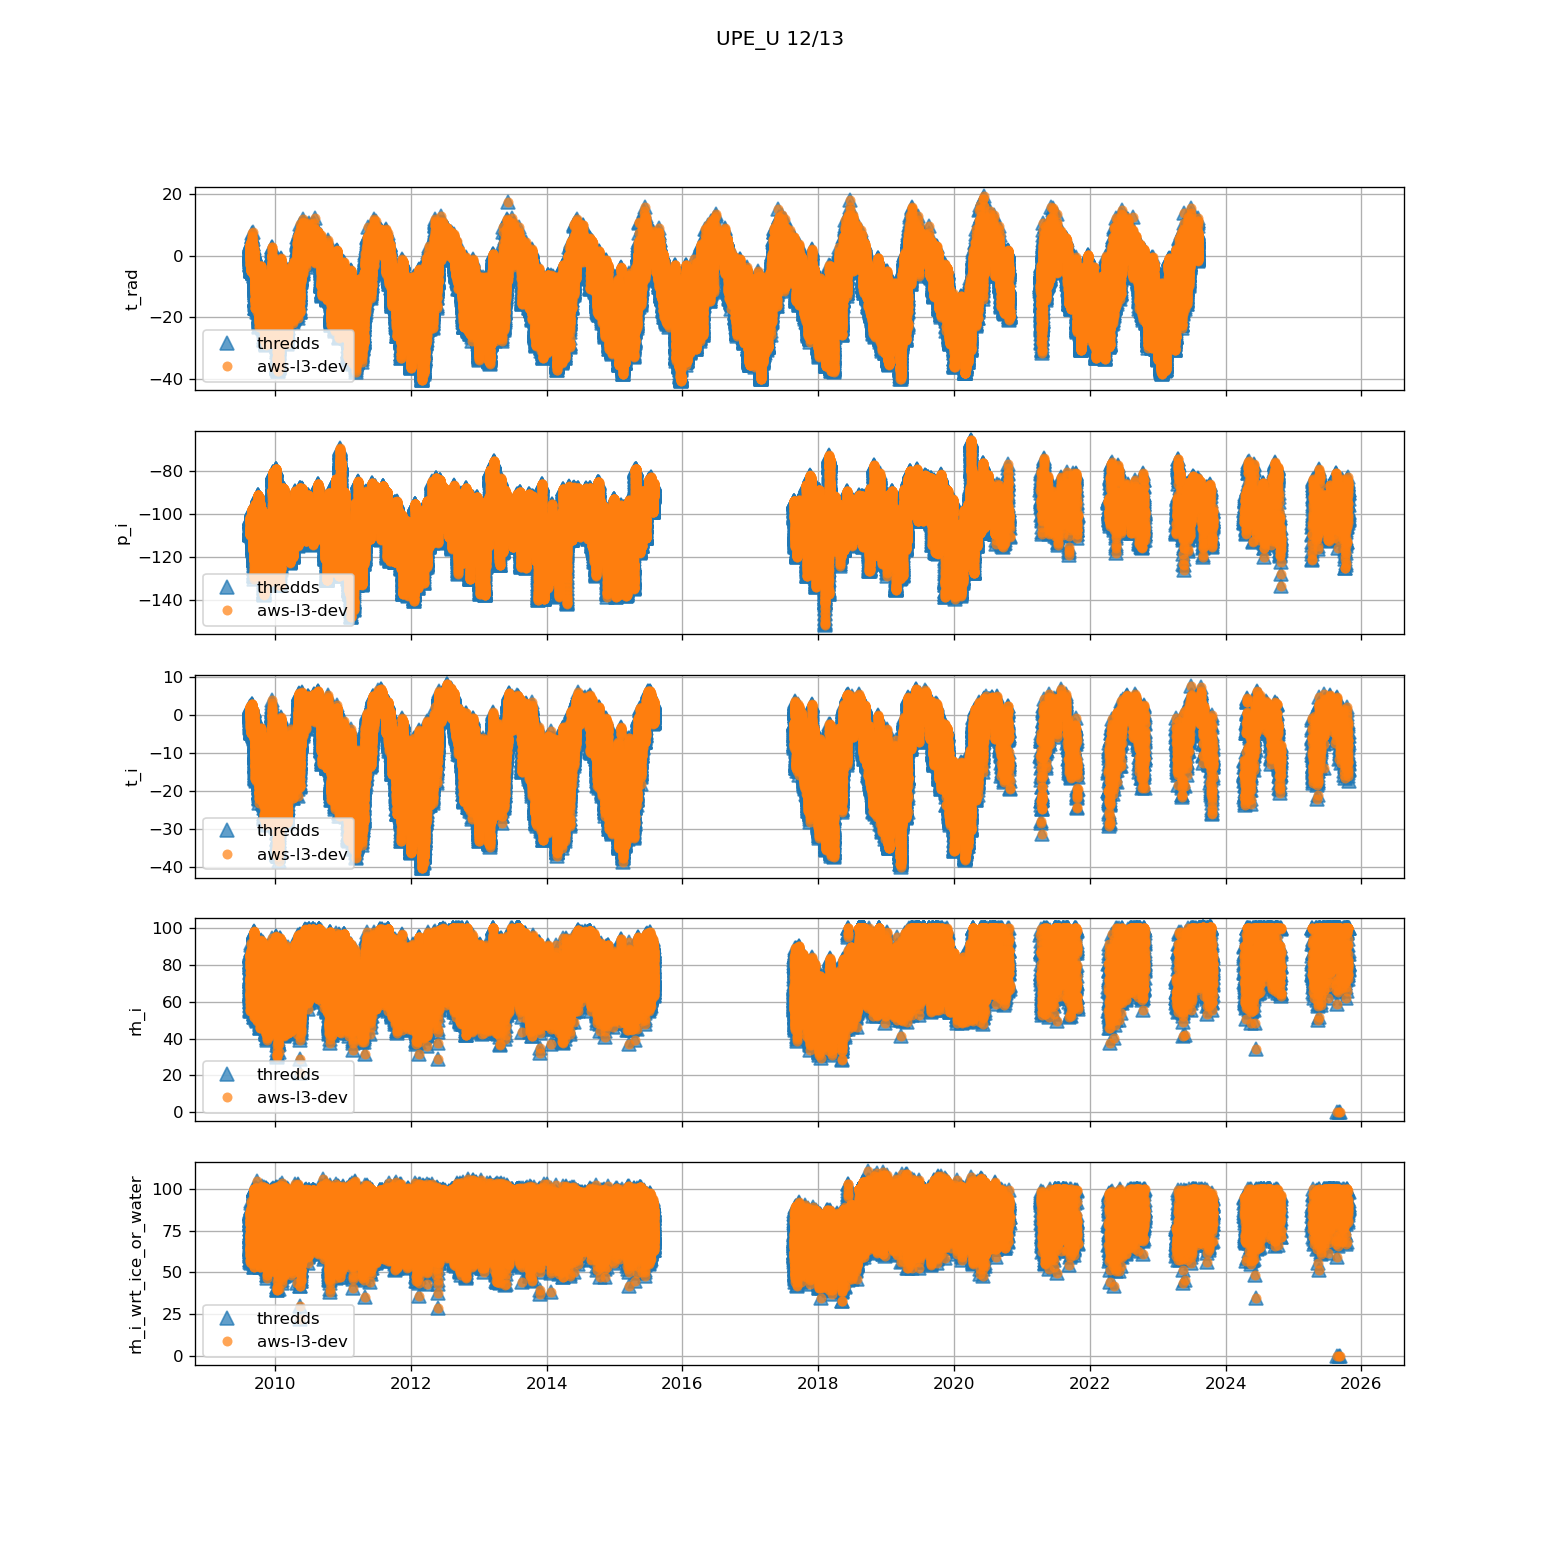 UPE_U 12/13
20
0
−20
−40
t_rad
thredds
aws-l3-dev
−80
−100
−120
−140
p_i
thredds
aws-l3-dev
10
0
−10
−20
−30
−40
t_i
thredds
aws-l3-dev
100
80
60
40
20
0
rh_i
thredds
aws-l3-dev
100
75
50
25
0
rh_i_wrt_ice_or_water
thredds
aws-l3-dev
2010 2012 2014 2016 2018 2020 2022 2024 2026